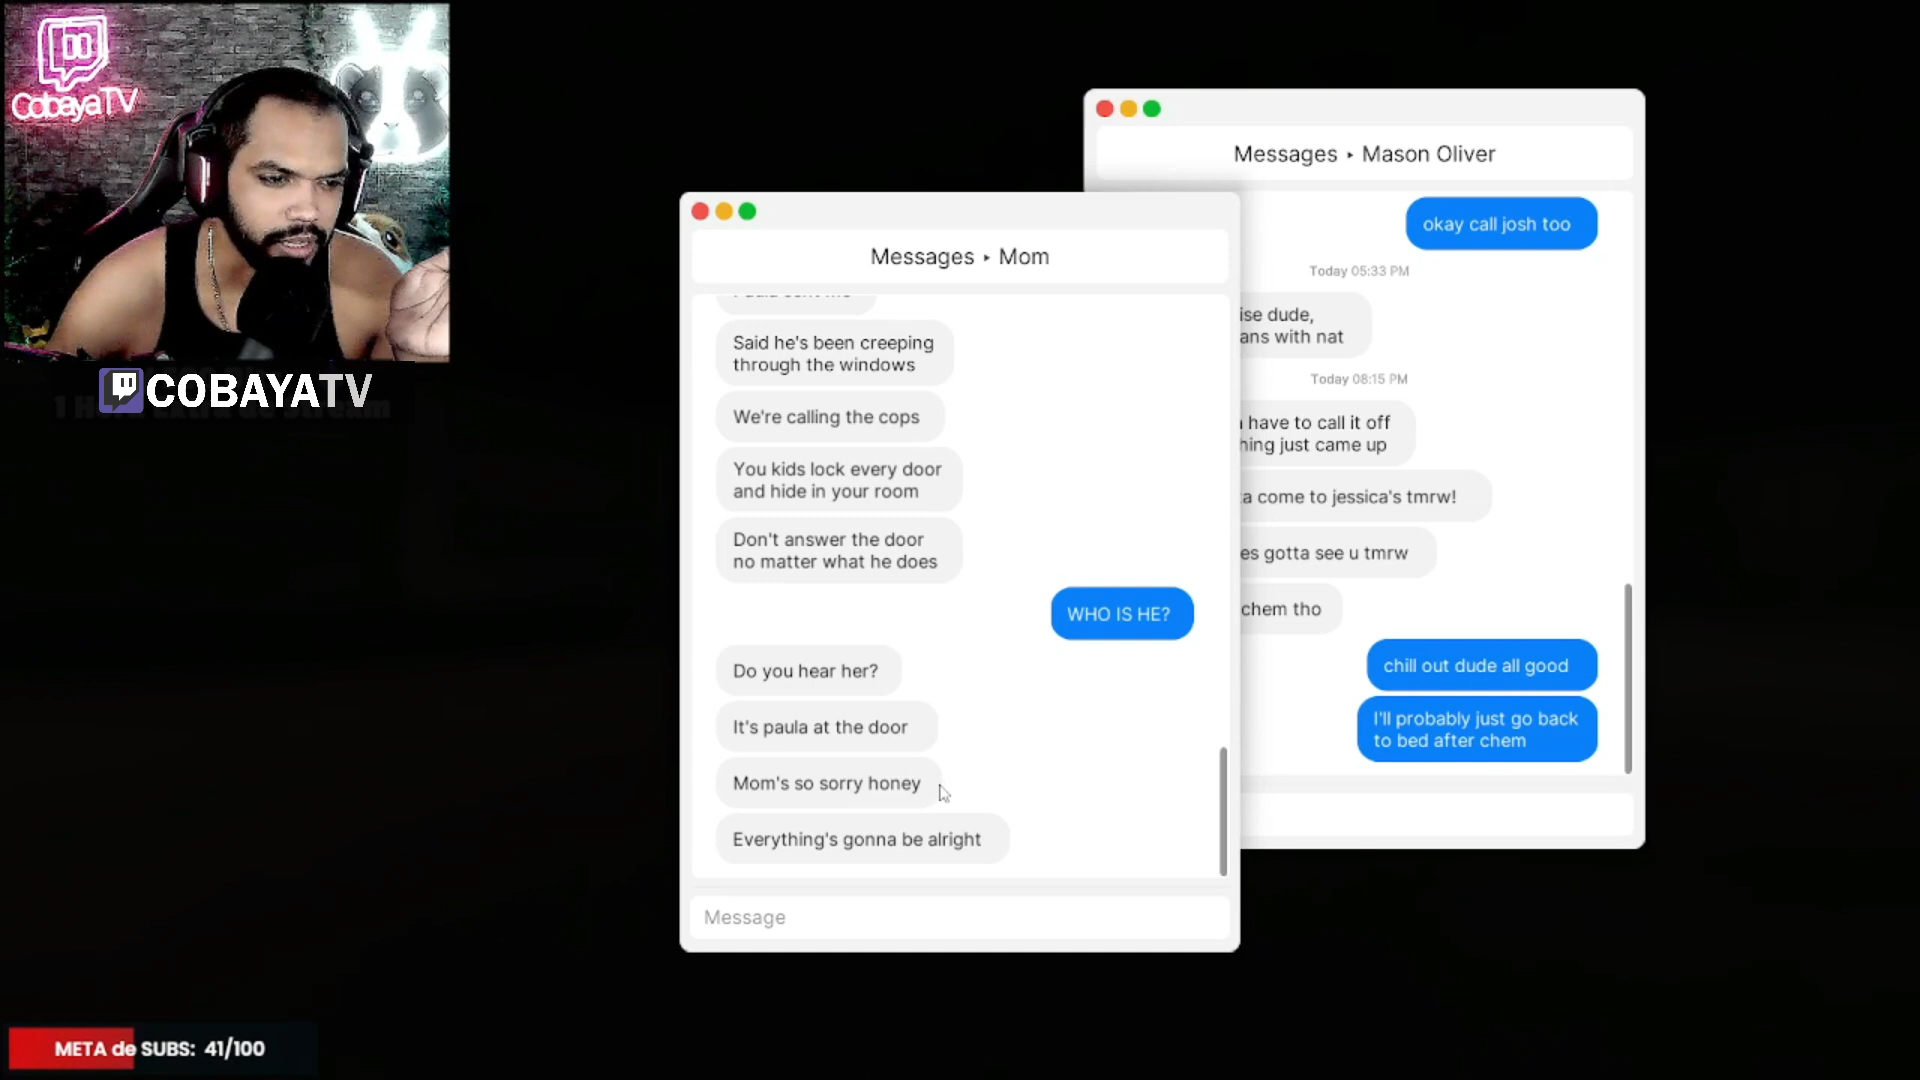 CobayaTV
COBAYATV
Messages ‣ Mason Oliver
okay call josh too
Today 05:33 PM
dude,
with nat
Today 08:15 PM
have to call it off
just came up
come to jessica's tmrw!
gotta see u tmrw
chem tho
chill out dude all good
I'll probably just go back
to bed after chem
Messages ‣ Mom
Said he's been creeping
through the windows
We're calling the cops
You kids lock every door
and hide in your room
Don't answer the door
no matter what he does
WHO IS HE?
Do you hear her?
It's paula at the door
Mom's so sorry honey
Everything's gonna be alright
Message
META de SUBS: 41/100